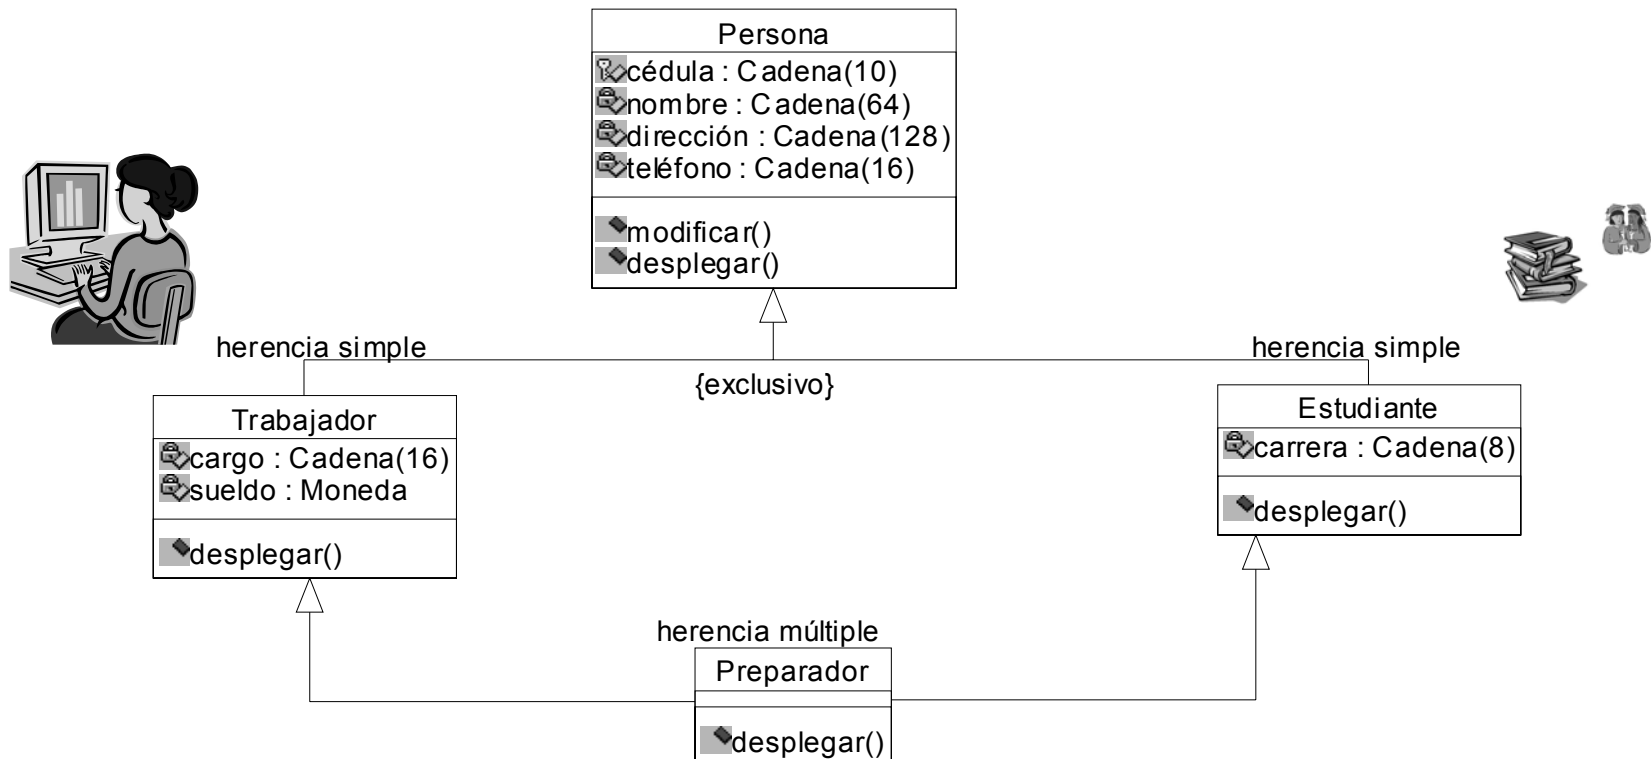 Persona
cédula : Cadena(10)
nombre : Cadena(64)
dirección : Cadena(128)
teléfono : Cadena(16)
modificar()
desplegar()
herencia simple
herencia simple
{exclusivo}
Trabajador
cargo : Cadena(16)
sueldo : Moneda
desplegar()
Estudiante
carrera : Cadena(8)
desplegar()
herencia múltiple
Preparador
desplegar()